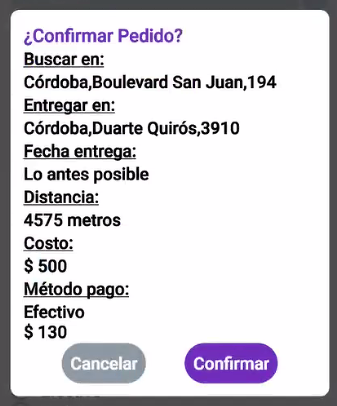 ¿Confirmar Pedido?
Buscar en:
Córdoba,Boulevard San Juan,194
Entregar en:
Córdoba,Duarte Quirós,3910
Fecha entrega:
Lo antes posible
Distancia:
4575 metros
Costo:
$ 500
Método pago:
Efectivo
$ 130
Cancelar Confirmar